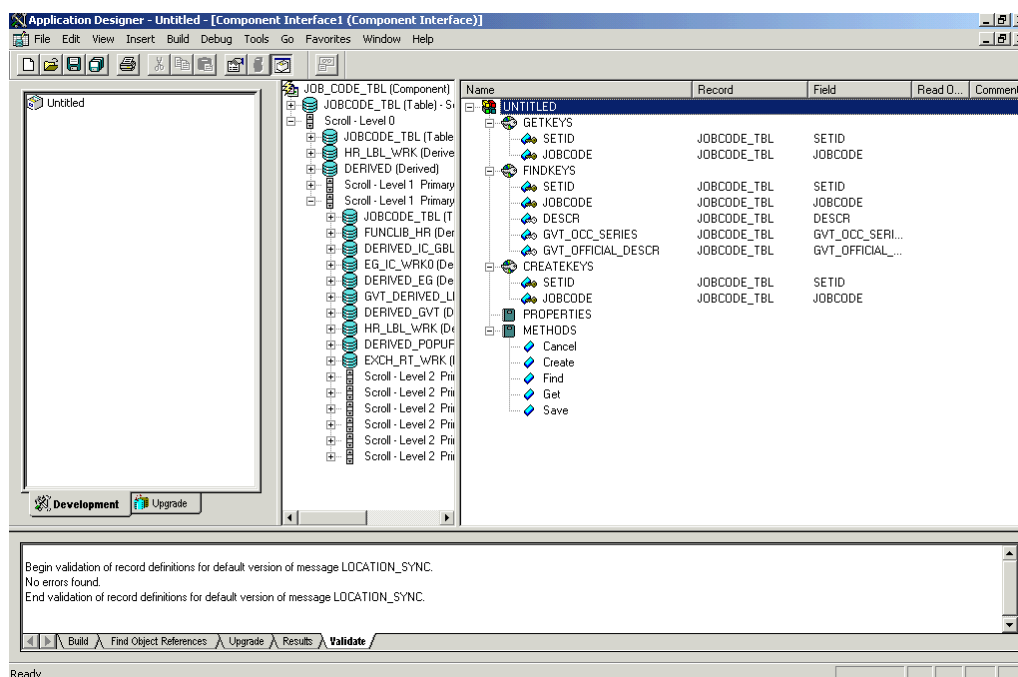 Application Designer - Untitled - [Component Interface1 (Component Interface)]
File Edit View Insert Build Debug Tools Go Favorites Window Help
Untitled
Development
Upgrade
JOB_CODE_TBL (Component)
JOBCODE_TBL (Table) - S
Scroll - Level 0
JOBCODE_TBL (Table
HR_LBL_WRK (Derive
DERIVED (Derived)
Scroll - Level 1 Primary
Scroll - Level 1 Primary
JOBCODE_TBL (T
FUNCLIB_HR (Der
DERIVED_IC_GBL
EG_IC_WRK0 (De
DERIVED_EG (De
GVT_DERIVED_LI
DERIVED_GVT (D
HR_LBL_WRK (De
DERIVED_POPUF
EXCH_RT_WRK (I
Scroll - Level 2 Pri
Scroll - Level 2 Pri
Scroll - Level 2 Pri
Scroll - Level 2 Pri
Scroll - Level 2 Pri
Scroll - Level 2 Pri
Name Record Field Read O... Comment
UNTITLED
GETKEYS
SETID JOBCODE_TBL SETID
JOBCODE JOBCODE_TBL JOBCODE
FINDKEYS
SETID JOBCODE_TBL SETID
JOBCODE JOBCODE_TBL JOBCODE
DESCR JOBCODE_TBL DESCR
GVT_OCC_SERIES JOBCODE_TBL GVT_OCC_SERI...
GVT_OFFICIAL_DESCR JOBCODE_TBL GVT_OFFICIAL_...
CREATEKEYS
SETID JOBCODE_TBL SETID
JOBCODE JOBCODE_TBL JOBCODE
PROPERTIES
METHODS
Cancel
Create
Find
Get
Save
Begin validation of record definitions for default version of message LOCATION_SYNC.
No errors found.
End validation of record definitions for default version of message LOCATION_SYNC.
Build Find Object References Upgrade Results Validate
Ready